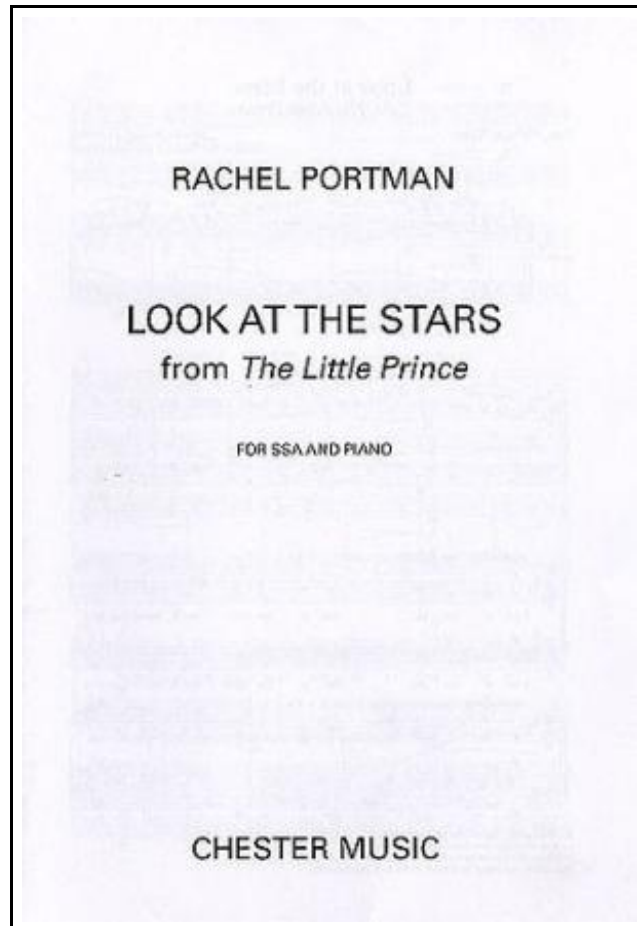 RACHEL PORTMAN
LOOK AT THE STARS
from The Little Prince
FOR SSA AND PIANO
CHESTER MUSIC